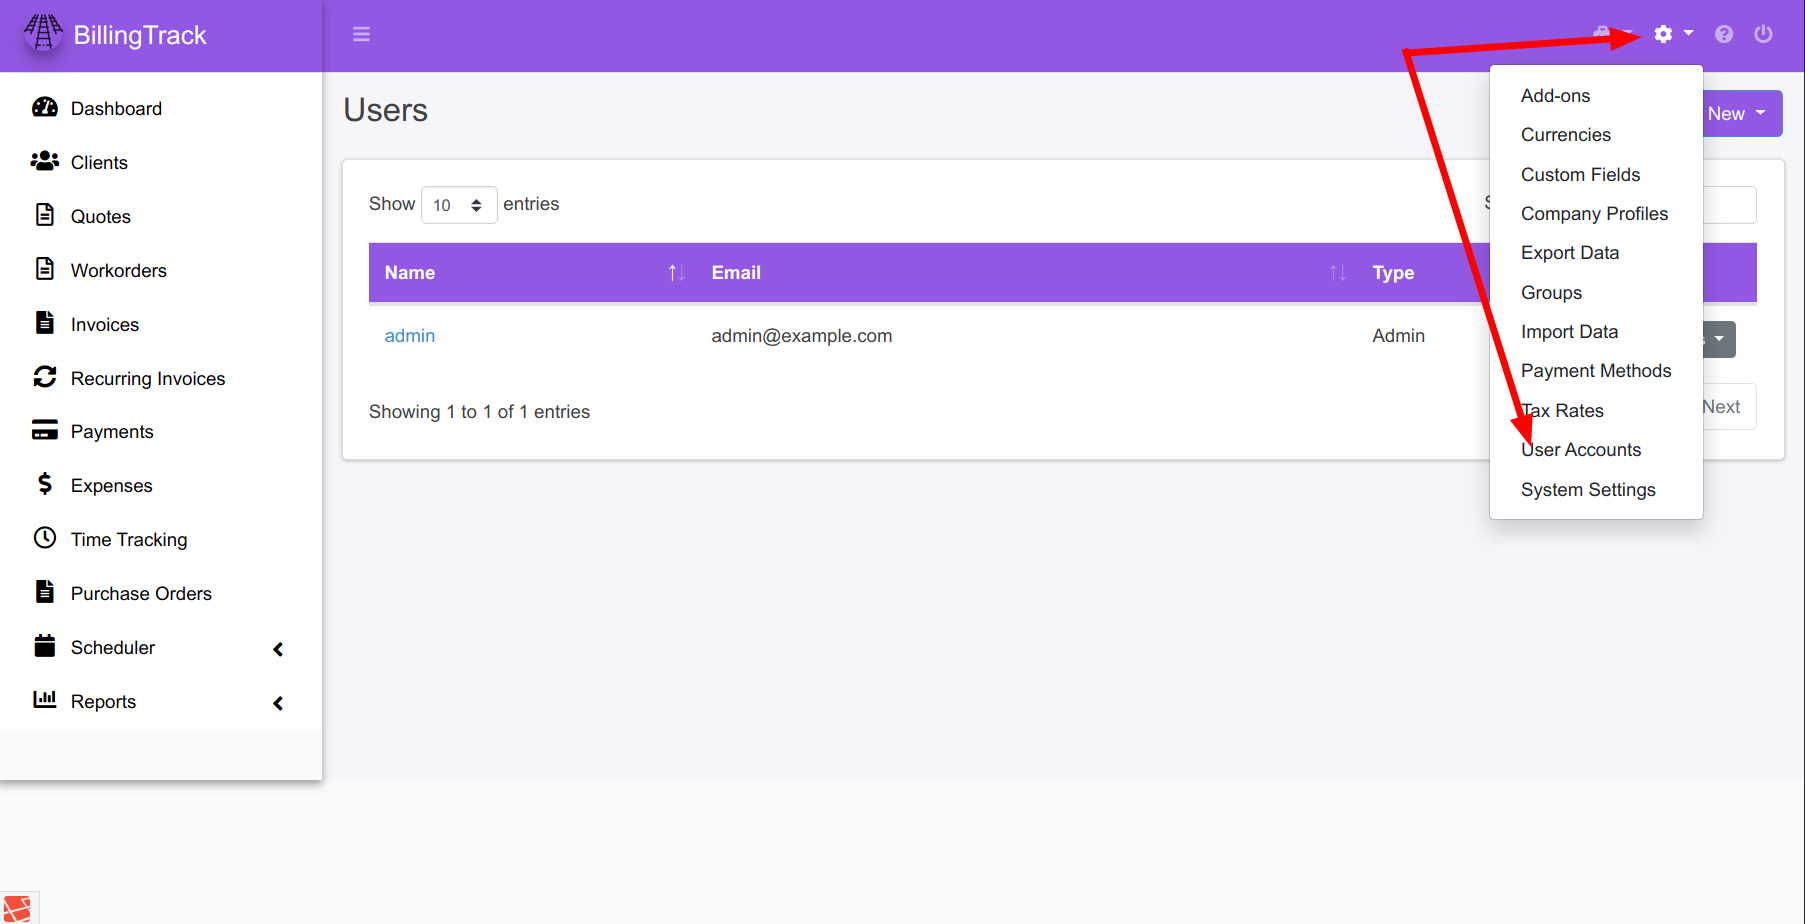 BillingTrack
Dashboard
Clients
Quotes
Workorders
Invoices
Recurring Invoices
Payments
Expenses
Time Tracking
Purchase Orders
Scheduler
Reports
Users
New
Show 10 entries
Name Email Type
admin admin@example.com Admin
Showing 1 to 1 of 1 entries
Next
Add-ons
Currencies
Custom Fields
Company Profiles
Export Data
Groups
Import Data
Payment Methods
Tax Rates
User Accounts
System Settings